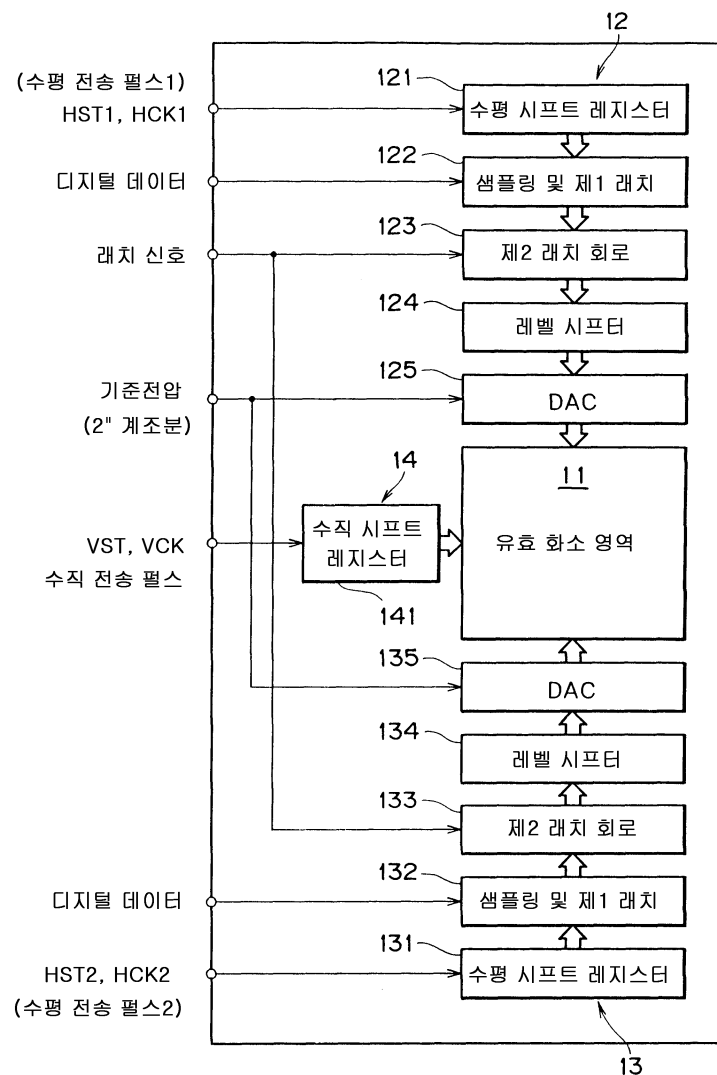 12
(수평 전송 펄스1)
HST1, HCK1
121
수평 시프트 레지스터
디지털 데이터
122
샘플링 및 제1 래치
래치 신호
123
제2 래치 회로
124
레벨 시프터
기준전압
(2" 계조분)
125
DAC
11
유효 화소 영역
14
수직 시프트
레지스터
141
VST, VCK
수직 전송 펄스
135
DAC
134
레벨 시프터
133
제2 래치 회로
디지털 데이터
132
샘플링 및 제1 래치
HST2, HCK2
(수평 전송 펄스2)
131
수평 시프트 레지스터
13